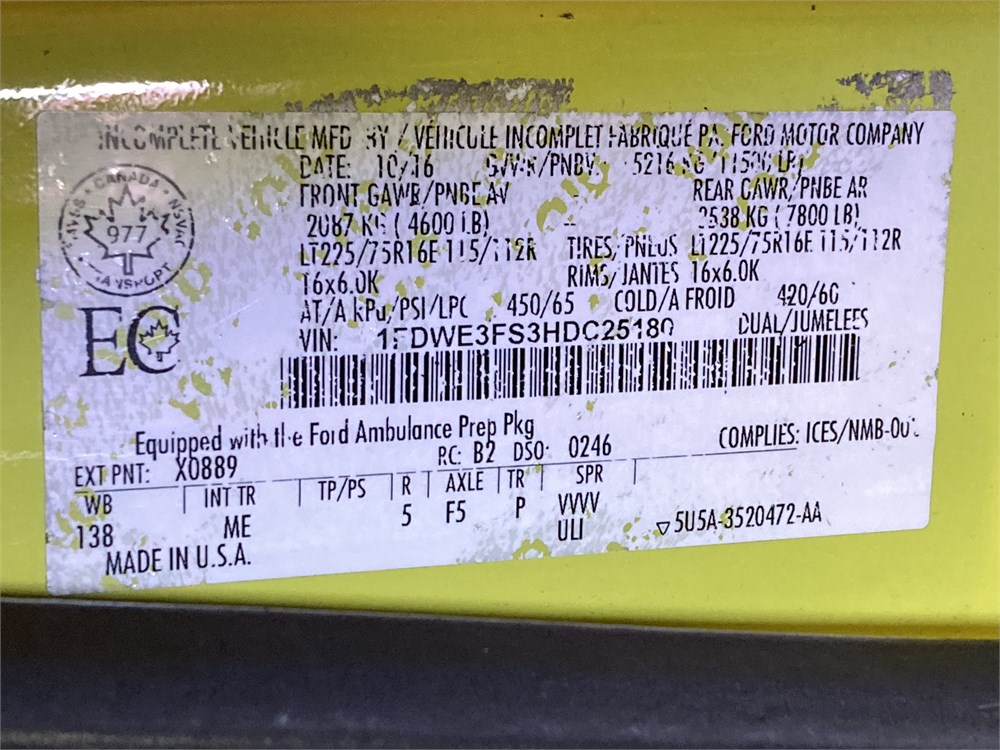 INCOMPLETE VEHICLE MFD BY / VÉHICULE INCOMPLET FABRIQUÉ PAR FORD MOTOR COMPANY
DATE: 10/16 GVWR/PNBV: 5216 KG 11500 LB
FRONT GAWR/PNBE AV REAR GAWR/PNBE AR
2087 KG ( 4600 LB) 3538 KG ( 7800 LB)
LT225/75R16E 115/112R TIRES/PNEUS LT225/75R16E 115/112R
16x6.0K RIMS/JANTES 16x6.0K
AT/A kPa/PSI/LPC 450/65 COLD/A FROID 420/60
VIN: 1FDWE3FS3HDC25180 DUAL/JUMELEES
CANADA
977
TRANSPORT
EC
Equipped with the Ford Ambulance Prep Pkg
EXT PNT: X0889 RC: B2 DSO: 0246 COMPLIES: ICES/NMB-
WB INT TR TP/PS R AXLE TR SPR
138 ME 5 F5 P VVVV
ULI 5U5A-3520472-AA
MADE IN U.S.A.